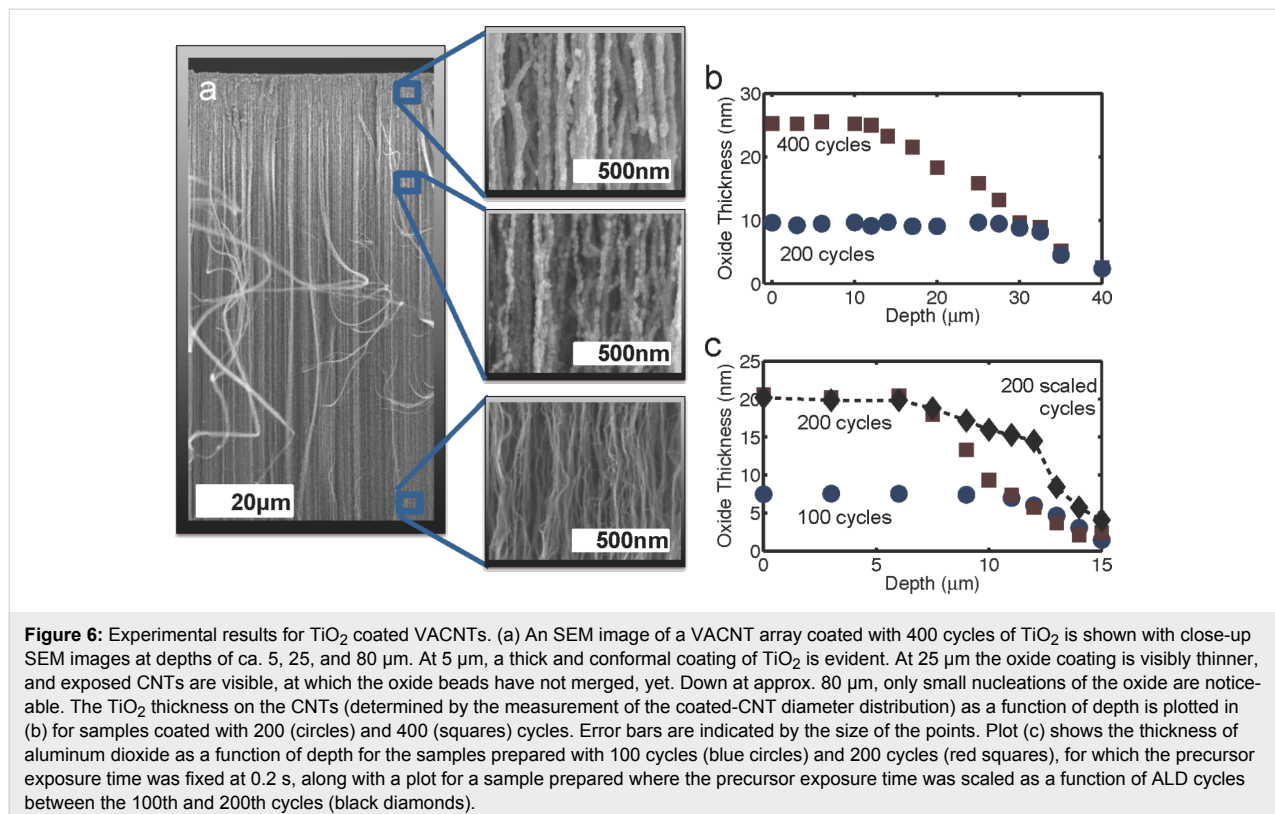 a
20µm
500nm
500nm
500nm
b
Oxide Thickness (nm)
30
20
10
0
400 cycles
200 cycles
0 10 20 30 40
Depth (µm)
c
Oxide Thickness (nm)
25
20
15
10
5
0
200 scaled
cycles
200 cycles
100 cycles
0 5 10 15
Depth (µm)
Figure 6: Experimental results for TiO₂ coated VACNTs. (a) An SEM image of a VACNT array coated with 400 cycles of TiO₂ is shown with close-up
SEM images at depths of ca. 5, 25, and 80 µm. At 5 µm, a thick and conformal coating of TiO₂ is evident. At 25 µm the oxide coating is visibly thinner,
and exposed CNTs are visible, at which the oxide beads have not merged, yet. Down at approx. 80 µm, only small nucleations of the oxide are notice-
able. The TiO₂ thickness on the CNTs (determined by the measurement of the coated-CNT diameter distribution) as a function of depth is plotted in
(b) for samples coated with 200 (circles) and 400 (squares) cycles. Error bars are indicated by the size of the points. Plot (c) shows the thickness of
aluminum dioxide as a function of depth for the samples prepared with 100 cycles (blue circles) and 200 cycles (red squares), for which the precursor
exposure time was fixed at 0.2 s, along with a plot for a sample prepared where the precursor exposure time was scaled as a function of ALD cycles
between the 100th and 200th cycles (black diamonds).